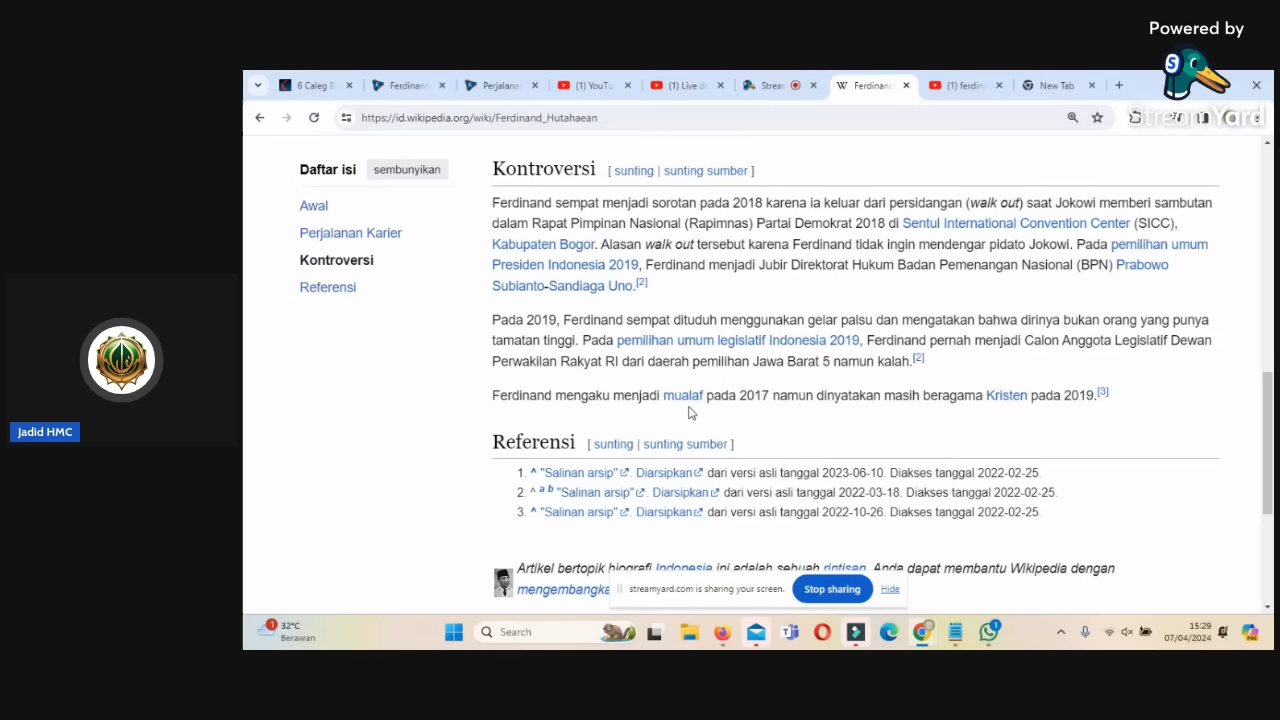 Powered by
StreamYard
6 Caleg
Ferdinand
Perjalana
(1) YouTu
(1) Live d
Strea
Ferdinan
(1) ferdin
New Tab
https://id.wikipedia.org/wiki/Ferdinand_Hutahaean
Daftar isi sembunyikan
Awal
Perjalanan Karier
Kontroversi
Referensi
Kontroversi [ sunting | sunting sumber ]
Ferdinand sempat menjadi sorotan pada 2018 karena ia keluar dari persidangan (walk out) saat Jokowi memberi sambutan
dalam Rapat Pimpinan Nasional (Rapimnas) Partai Demokrat 2018 di Sentul International Convention Center (SICC),
Kabupaten Bogor. Alasan walk out tersebut karena Ferdinand tidak ingin mendengar pidato Jokowi. Pada pemilihan umum
Presiden Indonesia 2019, Ferdinand menjadi Jubir Direktorat Hukum Badan Pemenangan Nasional (BPN) Prabowo
Subianto-Sandiaga Uno.[2]
Pada 2019, Ferdinand sempat dituduh menggunakan gelar palsu dan mengatakan bahwa dirinya bukan orang yang punya
tamatan tinggi. Pada pemilihan umum legislatif Indonesia 2019, Ferdinand pernah menjadi Calon Anggota Legislatif Dewan
Perwakilan Rakyat RI dari daerah pemilihan Jawa Barat 5 namun kalah.[2]
Ferdinand mengaku menjadi mualaf pada 2017 namun dinyatakan masih beragama Kristen pada 2019.[3]
Referensi [ sunting | sunting sumber ]
1. ^ "Salinan arsip". Diarsipkan dari versi asli tanggal 2023-06-10. Diakses tanggal 2022-02-25.
2. ^ a b "Salinan arsip". Diarsipkan dari versi asli tanggal 2022-03-18. Diakses tanggal 2022-02-25.
3. ^ "Salinan arsip". Diarsipkan dari versi asli tanggal 2022-10-26. Diakses tanggal 2022-02-25.
Artikel bertopik biografi Indonesia ini adalah sebuah rintisan. Anda dapat membantu Wikipedia dengan
mengembangka
streamyard.com is sharing your screen. Stop sharing Hide
Jadid HMC
1 32°C
Berawan
Search
1
15:29
07/04/2024